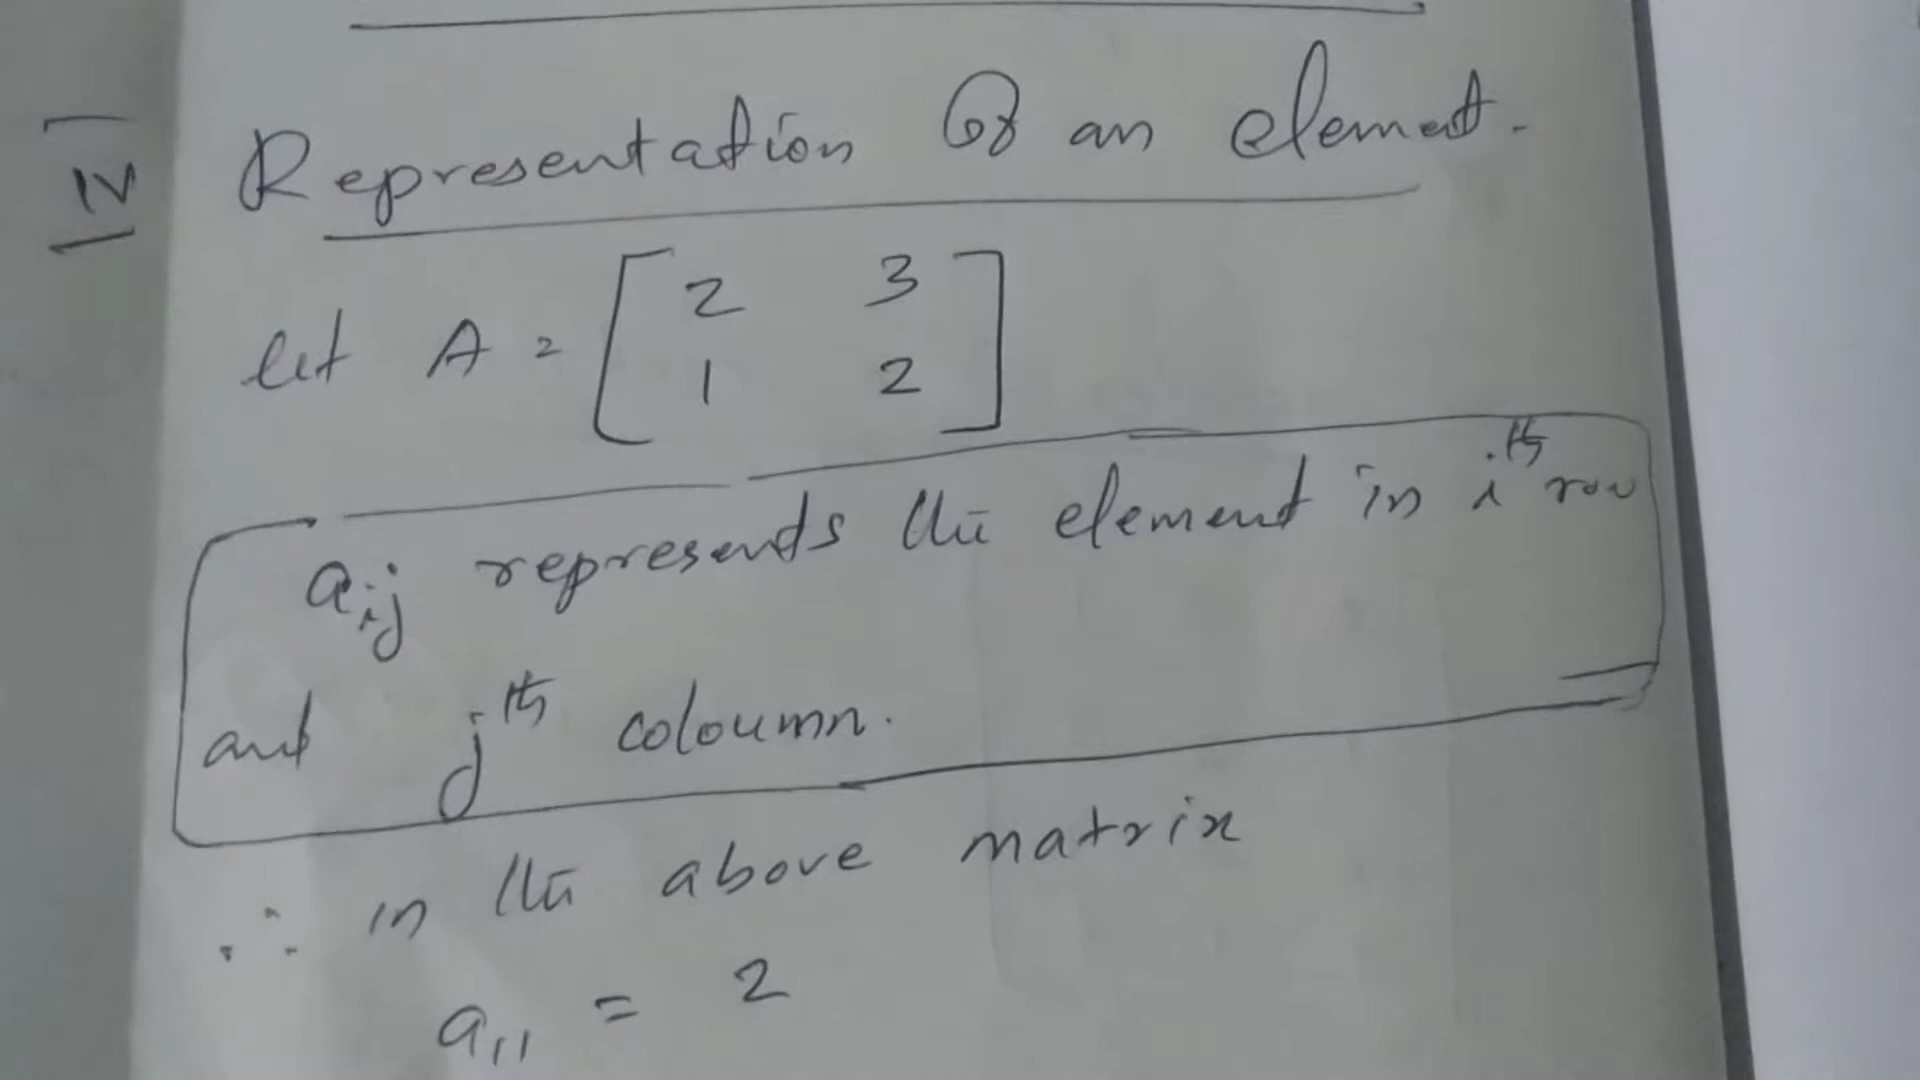 IV Representation Of an element.
let A = [ 2 3
1 2 ]
aij represents the element in ith row
and jth coloumn.
∴ in the above matrix
a11 = 2